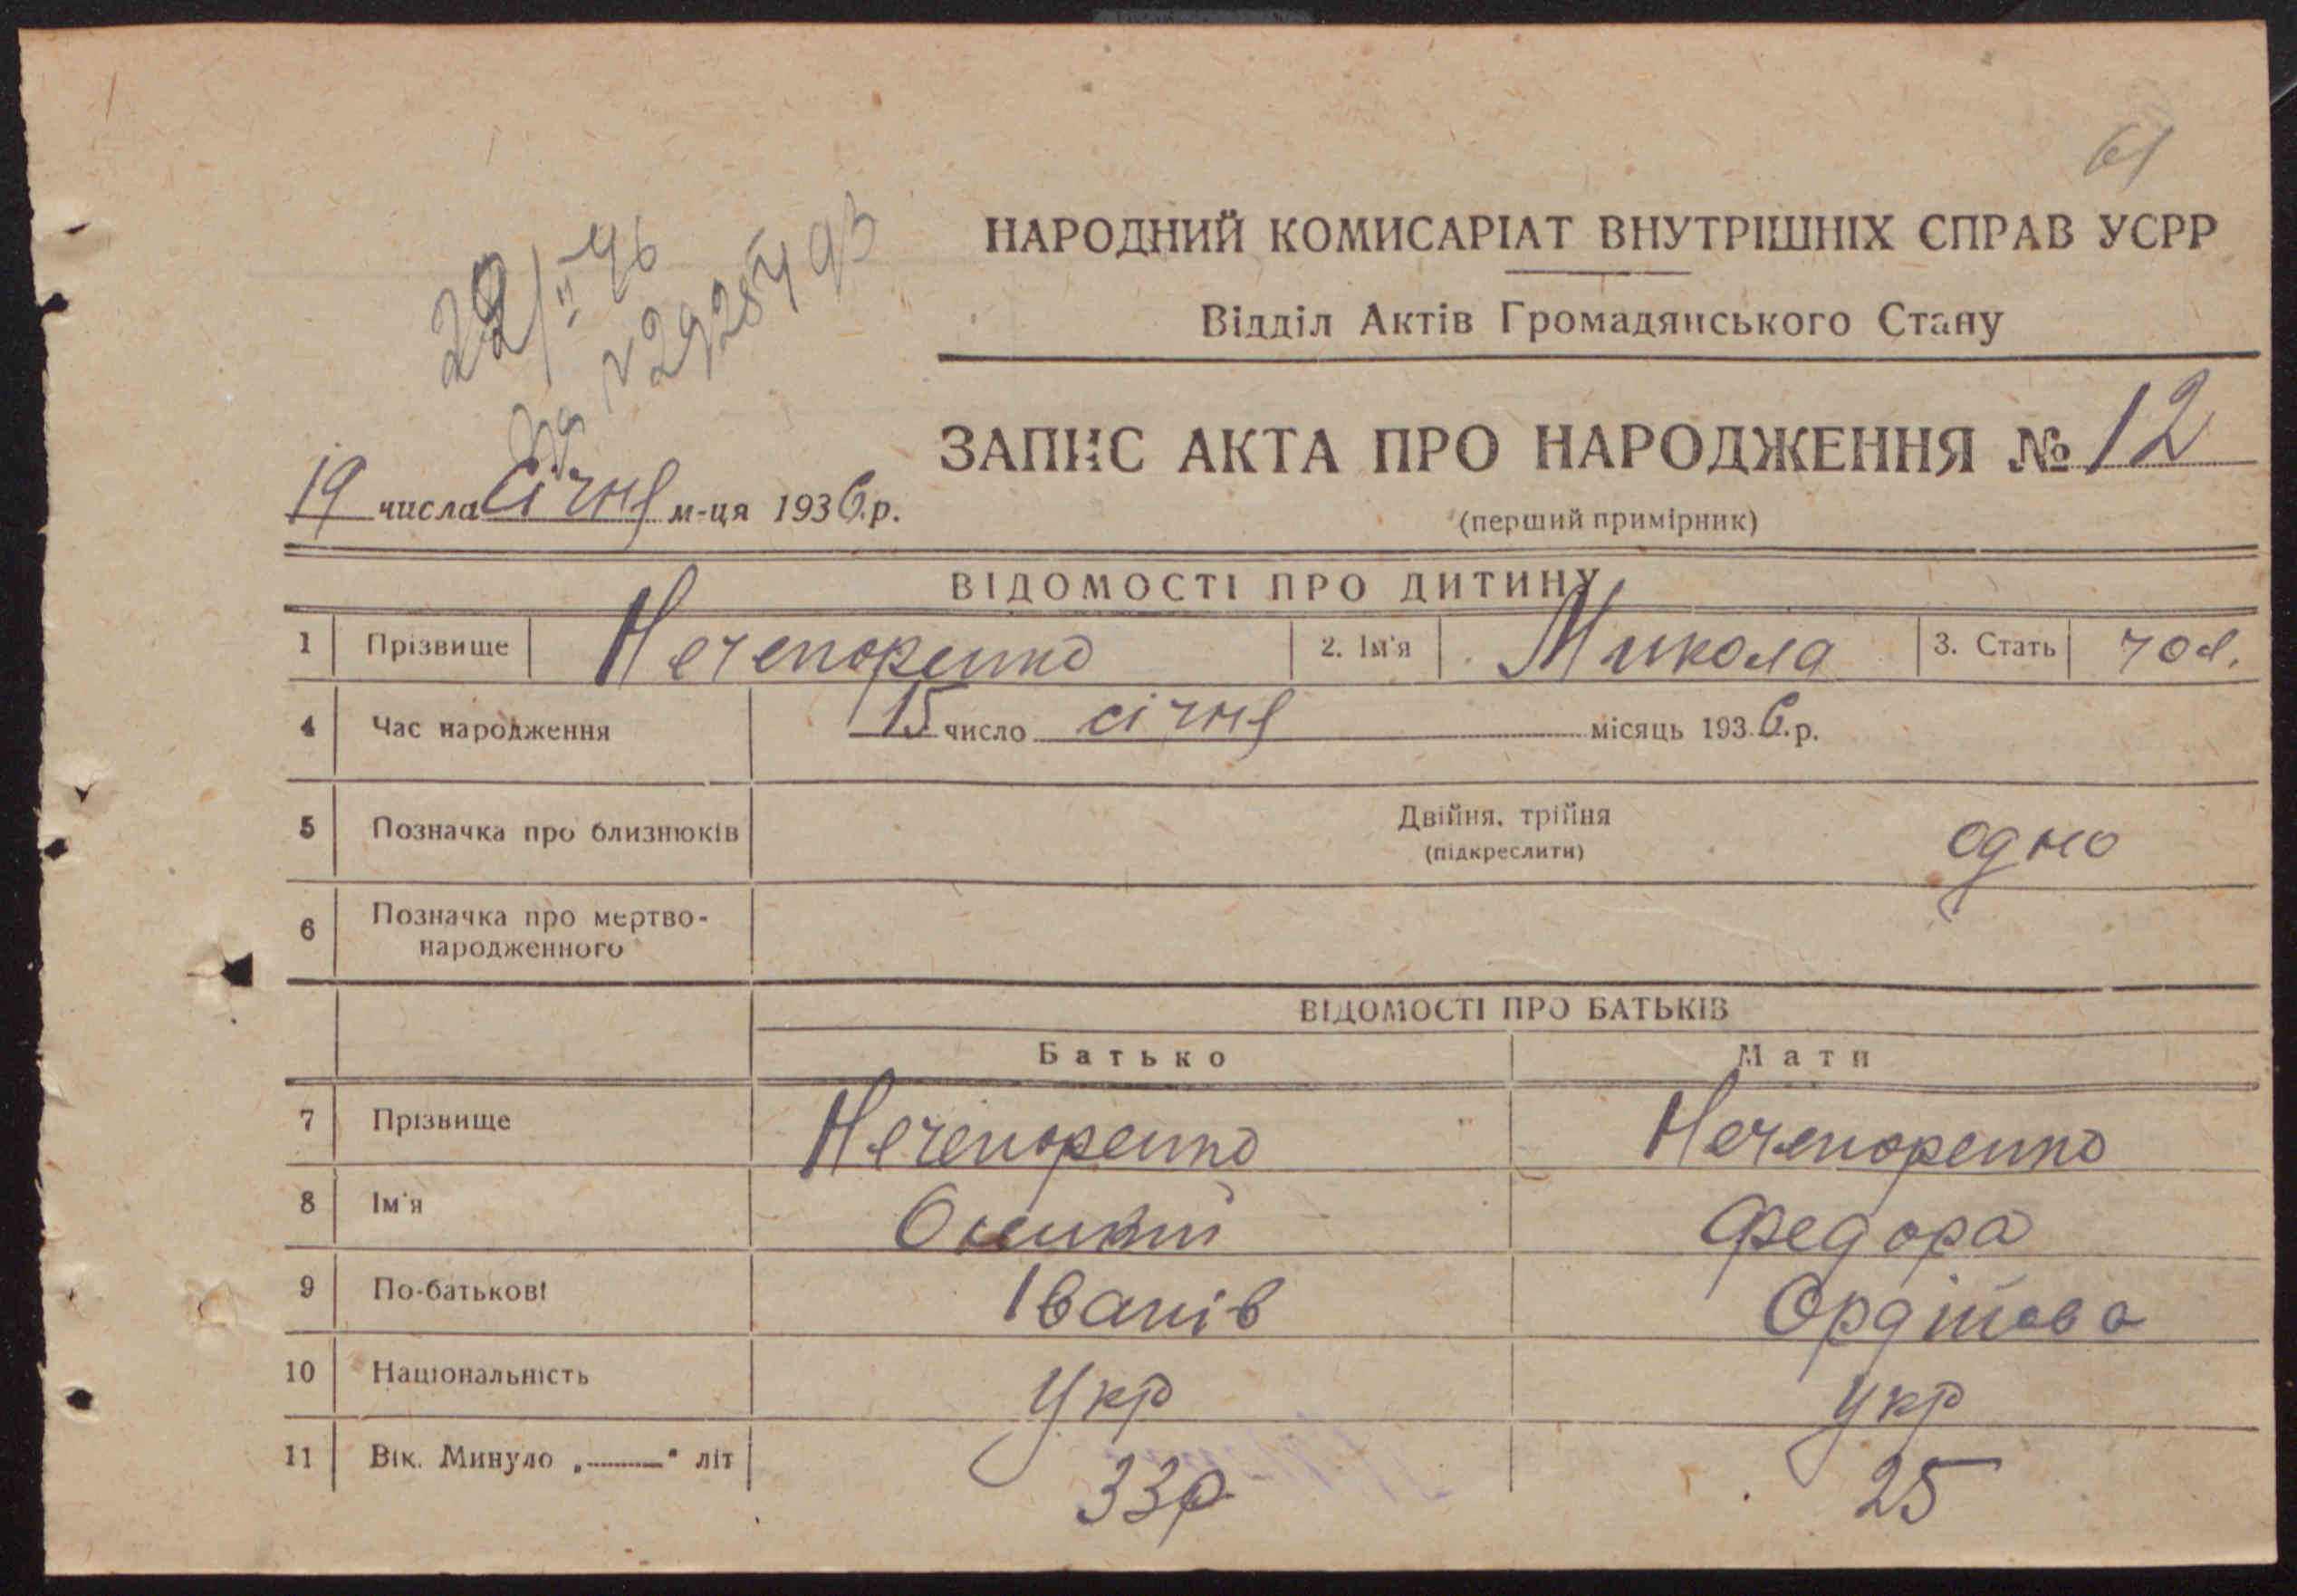 61
НАРОДНИЙ КОМИСАРІАТ ВНУТРІШНІХ СПРАВ УСРР
Відділ Актів Громадянського Стану
22/II-46
№
ЗАПИС АКТА ПРО НАРОДЖЕННЯ № 12
19 числа січня м-ця 1936.р.
(перший примірник)
ВІДОМОСТІ ПРО ДИТИНУ
1 Прізвище Нечепоренко 2. Ім'я Микола 3. Стать чол.
4 Час народження 15 число січня місяць 1936.р.
5 Позначка про близнюків Двійня, трійня (підкреслити) одно
6 Позначка про мертво-
народженного
ВІДОМОСТІ ПРО БАТЬКІВ
Батько Мати
7 Прізвище Нечепоренко Нечепоренко
8 Ім'я Федора
9 По-батькові Іванів
10 Національність Укр Укр
11 Вік. Минуло „———" літ 33р 25